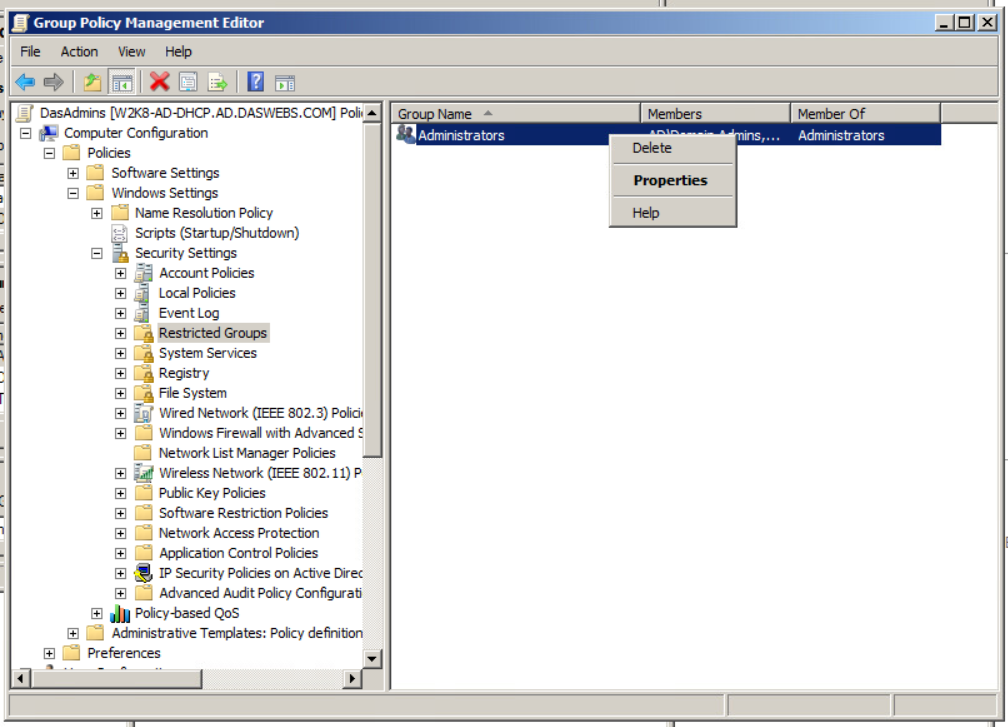 Group Policy Management Editor
File Action View Help
DasAdmins [W2K8-AD-DHCP.AD.DASWEBS.COM] Poli
Computer Configuration
Policies
Software Settings
Windows Settings
Name Resolution Policy
Scripts (Startup/Shutdown)
Security Settings
Account Policies
Local Policies
Event Log
Restricted Groups
System Services
Registry
File System
Wired Network (IEEE 802.3) Polici
Windows Firewall with Advanced S
Network List Manager Policies
Wireless Network (IEEE 802.11) P
Public Key Policies
Software Restriction Policies
Network Access Protection
Application Control Policies
IP Security Policies on Active Direc
Advanced Audit Policy Configurati
Policy-based QoS
Administrative Templates: Policy definition
Preferences
Group Name Members Member Of
Administrators AD\Domain Admins,... Administrators
Delete
Properties
Help